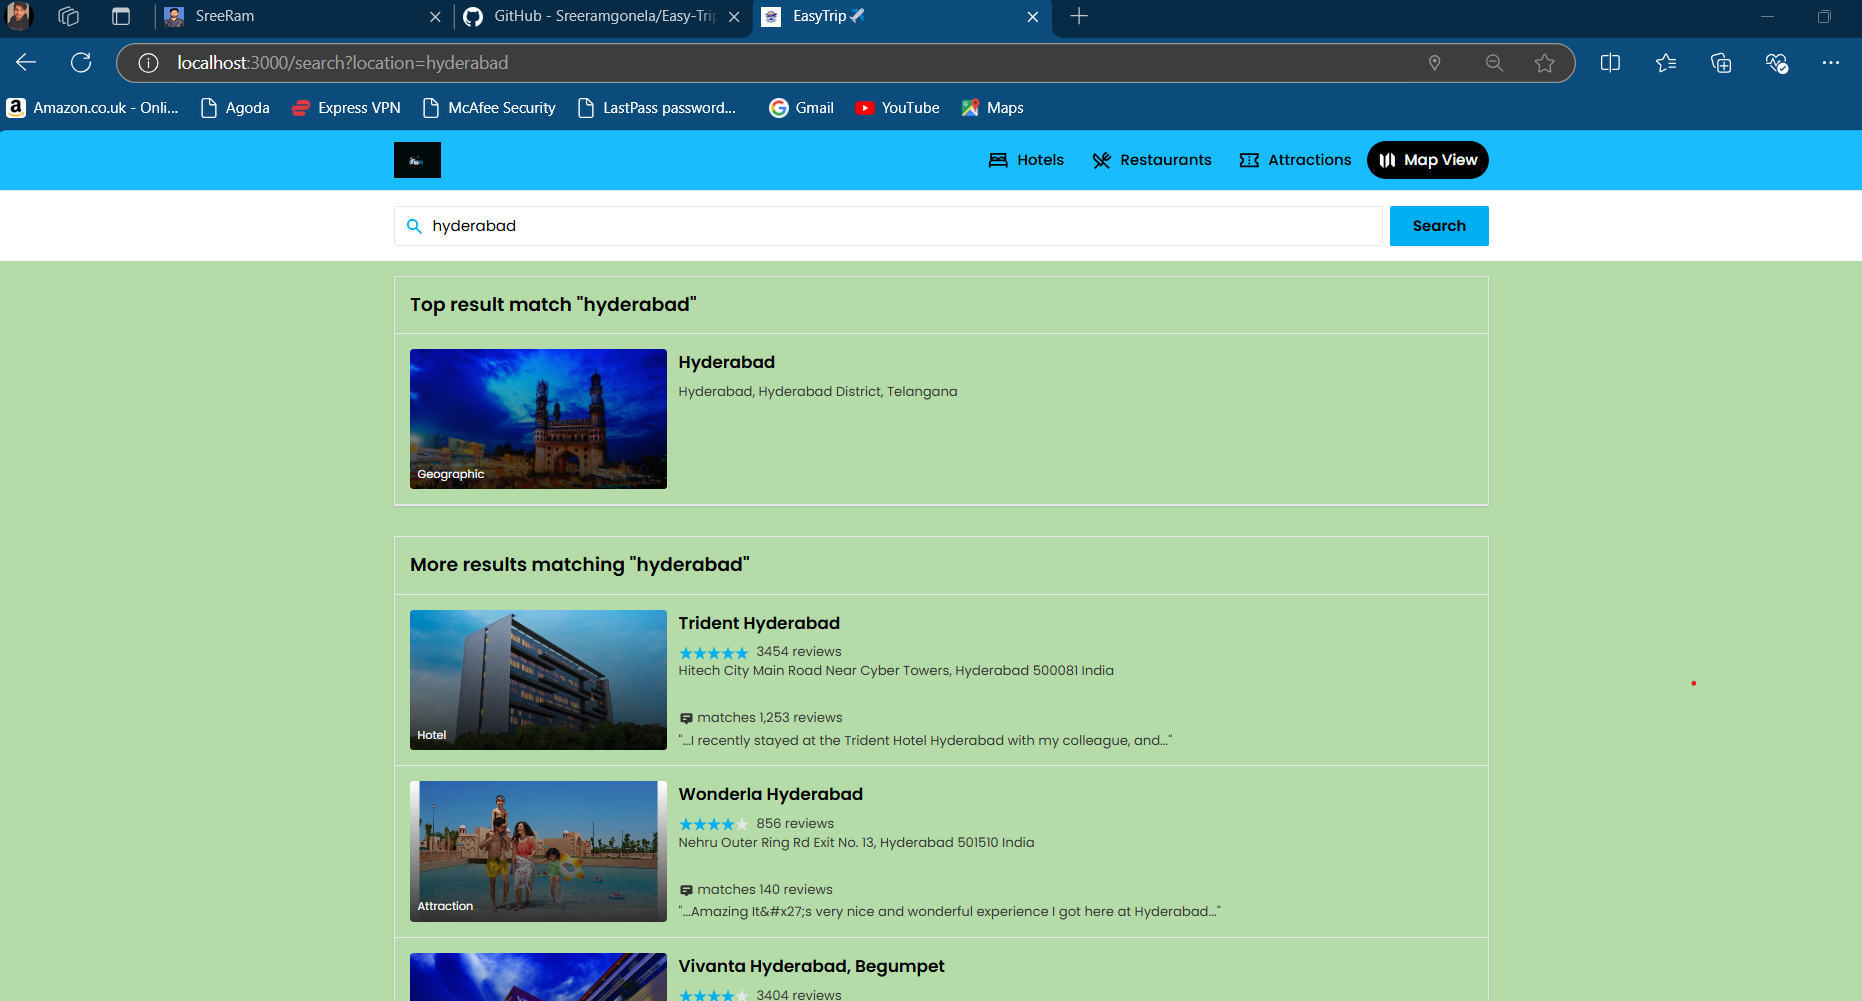 SreeRam
GitHub - Sreeramgonela/Easy-Trip
EasyTrip✈️
localhost:3000/search?location=hyderabad
Amazon.co.uk - Onli...
Agoda
Express VPN
McAfee Security
LastPass password...
Gmail
YouTube
Maps
Hotels
Restaurants
Attractions
Map View
hyderabad
Search
Top result match "hyderabad"
Hyderabad
Hyderabad, Hyderabad District, Telangana
Geographic
More results matching "hyderabad"
Trident Hyderabad
3454 reviews
Hitech City Main Road Near Cyber Towers, Hyderabad 500081 India
matches 1,253 reviews
"...I recently stayed at the Trident Hotel Hyderabad with my colleague, and..."
Hotel
Wonderla Hyderabad
856 reviews
Nehru Outer Ring Rd Exit No. 13, Hyderabad 501510 India
matches 140 reviews
"...Amazing It&#x27;s very nice and wonderful experience I got here at Hyderabad..."
Attraction
Vivanta Hyderabad, Begumpet
3404 reviews